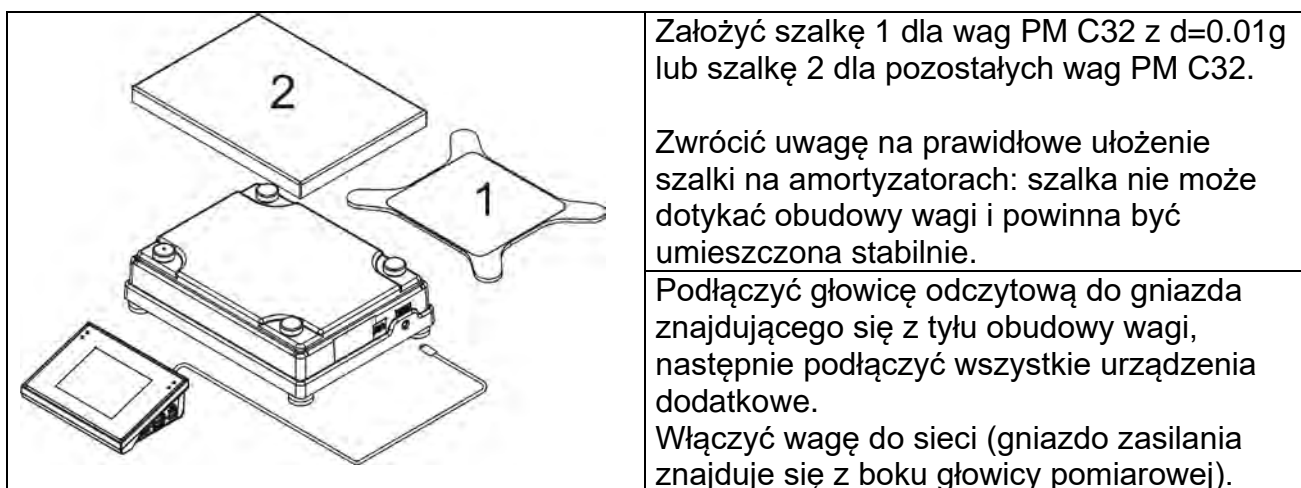 2
1
Założyć szalkę 1 dla wag PM C32 z d=0.01g
lub szalkę 2 dla pozostałych wag PM C32.
Zwrócić uwagę na prawidłowe ułożenie
szalki na amortyzatorach: szalka nie może
dotykać obudowy wagi i powinna być
umieszczona stabilnie.
Podłączyć głowicę odczytową do gniazda
znajdującego się z tyłu obudowy wagi,
następnie podłączyć wszystkie urządzenia
dodatkowe.
Włączyć wagę do sieci (gniazdo zasilania
znajduje się z boku głowicy pomiarowej).